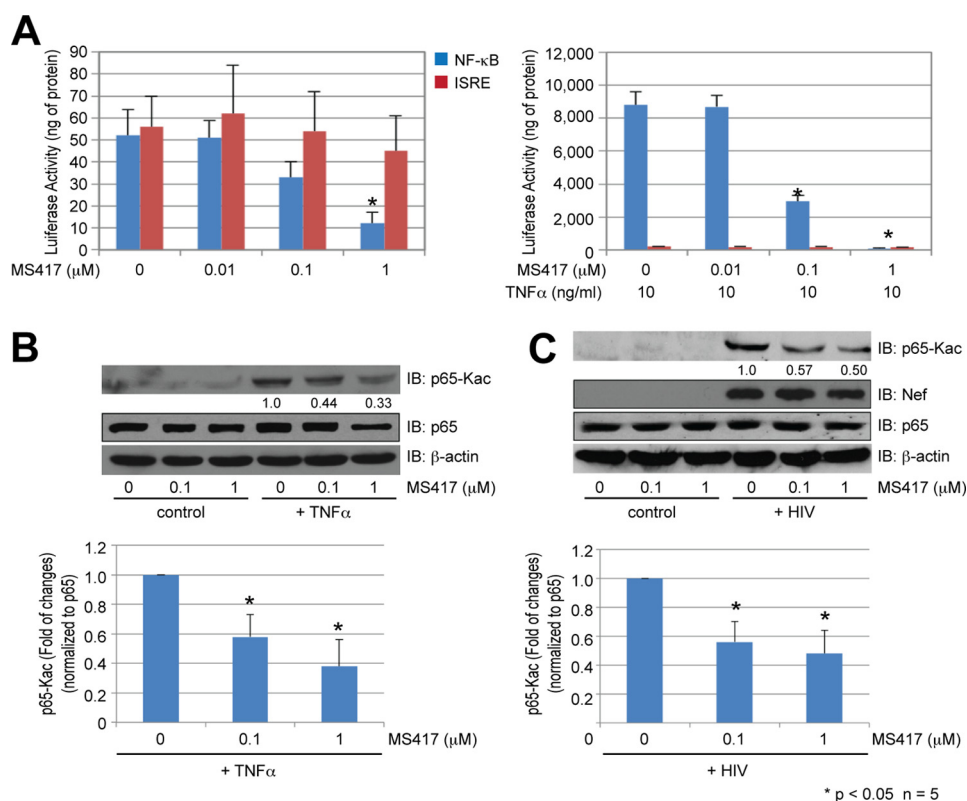 A
Luiferase Activity (ng of protein)
90
80
70
60
50
40
30
20
10
0
NF-κB
ISRE
MS417 (μM)
0 0.01 0.1 1
Luiferase Activity (ng of protein)
12,000
10,000
8,000
6,000
4,000
2,000
0
* * *
MS417 (μM) 0 0.01 0.1 1
TNFα (ng/ml) 10 10 10 10
B
IB: p65-Kac
1.0 0.44 0.33
IB: p65
IB: β-actin
0 0.1 1 0 0.1 1 MS417 (μM)
control + TNFα
p65-Kac (Fold of changes)
(normalized to p65)
1.2
1.0
0.8
0.6
0.4
0.2
0
* *
0 0.1 1 MS417 (μM)
+ TNFα
C
IB: p65-Kac
1.0 0.57 0.50
IB: Nef
IB: p65
IB: β-actin
0 0.1 1 0 0.1 1 MS417 (μM)
control + HIV
p65-Kac (Fold of changes)
(normalized to p65)
1.2
1.0
0.8
0.6
0.4
0.2
0
* *
0 0 0.1 1 MS417 (μM)
+ HIV
* p < 0.05 n = 5